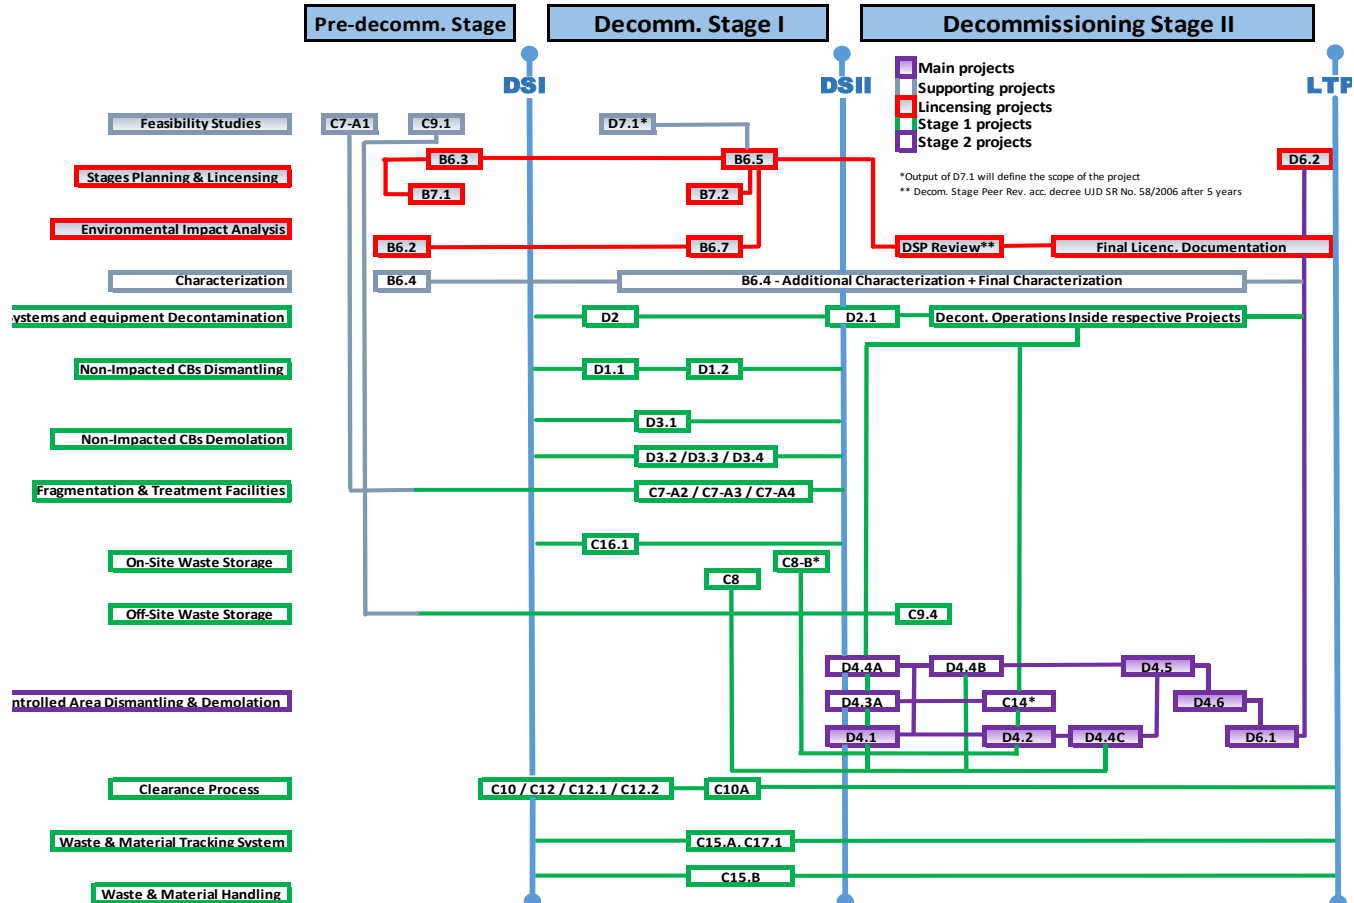 Pre-decomm. Stage
Decomm. Stage I
Decommissioning Stage II
DSI
DSII
LTP
Main projects
Supporting projects
Lincensing projects
Stage 1 projects
Stage 2 projects
*Output of D7.1 will define the scope of the project
** Decom. Stage Peer Rev. acc. decree UJD SR No. 58/2006 after 5 years
Feasibility Studies
C7-A1
C9.1
D7.1*
B6.3
B6.5
D6.2
Stages Planning & Lincensing
B7.1
B7.2
Environmental Impact Analysis
B6.2
B6.7
DSP Review**
Final Licenc. Documentation
Characterization
B6.4
B6.4 - Additional Characterization + Final Characterization
ystems and equipment Decontamination
D2
D2.1
Decont. Operations Inside respective Projects
Non-Impacted CBs Dismantling
D1.1
D1.2
D3.1
Non-Impacted CBs Demolation
D3.2 /D3.3 / D3.4
Fragmentation & Treatment Facilities
C7-A2 / C7-A3 / C7-A4
C16.1
On-Site Waste Storage
C8-B*
C8
Off-Site Waste Storage
C9.4
D4.4A
D4.4B
D4.5
ntrolled Area Dismantling & Demolation
D4.3A
C14*
D4.6
D4.1
D4.2
D4.4C
D6.1
Clearance Process
C10 / C12 / C12.1 / C12.2
C10A
Waste & Material Tracking System
C15.A, C17.1
C15.B
Waste & Material Handling